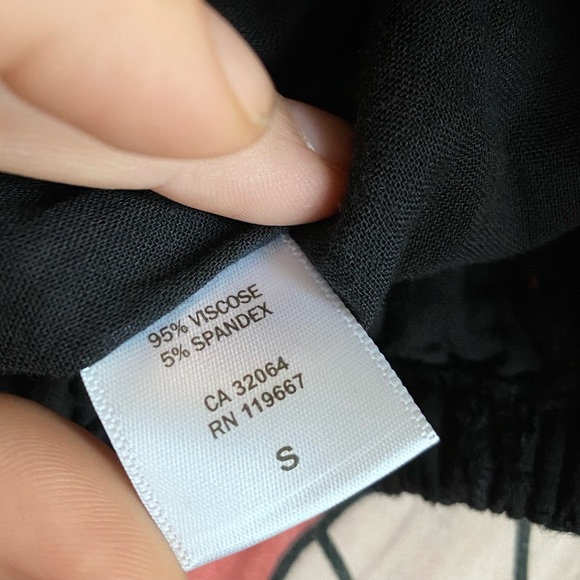 95% VISCOSE
5% SPANDEX
CA 32064
RN 119667
S